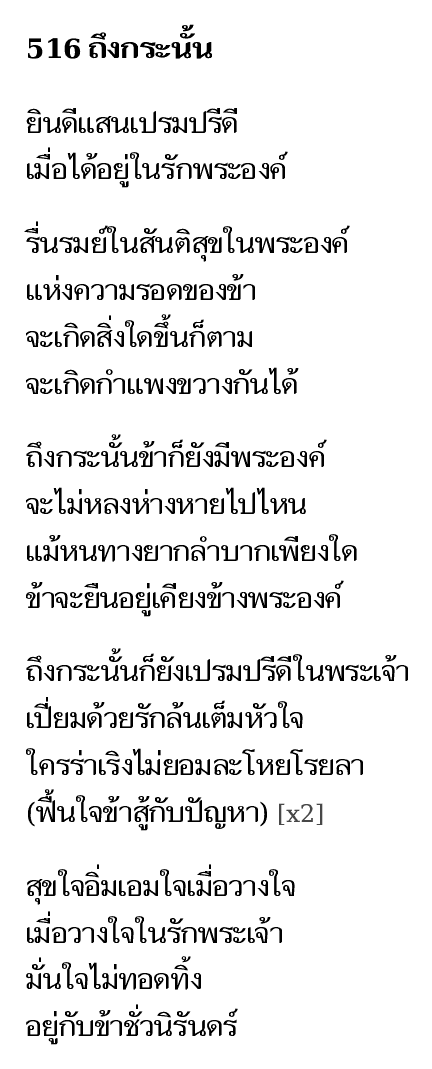 516 ถึงกระนั้น
ยินดีแสนเปรมปรีดี
เมื่อได้อยู่ในรักพระองค์
รื่นรมย์ในสันติสุขในพระองค์
แห่งความรอดของข้า
จะเกิดสิ่งใดขึ้นก็ตาม
จะเกิดกำแพงขวางกันได้
ถึงกระนั้นข้าก็ยังมีพระองค์
จะไม่หลงห่างหายไปไหน
แม้หนทางยากลำบากเพียงใด
ข้าจะยืนอยู่เคียงข้างพระองค์
ถึงกระนั้นก็ยังเปรมปรีดีในพระเจ้า
เปี่ยมด้วยรักล้นเต็มหัวใจ
ใครร่าเริงไม่ยอมละโหยโรยลา
(ฟื้นใจข้าสู้กับปัญหา) [x2]
สุขใจอิ่มเอมใจเมื่อวางใจ
เมื่อวางใจในรักพระเจ้า
มั่นใจไม่ทอดทิ้ง
อยู่กับข้าชั่วนิรันดร์